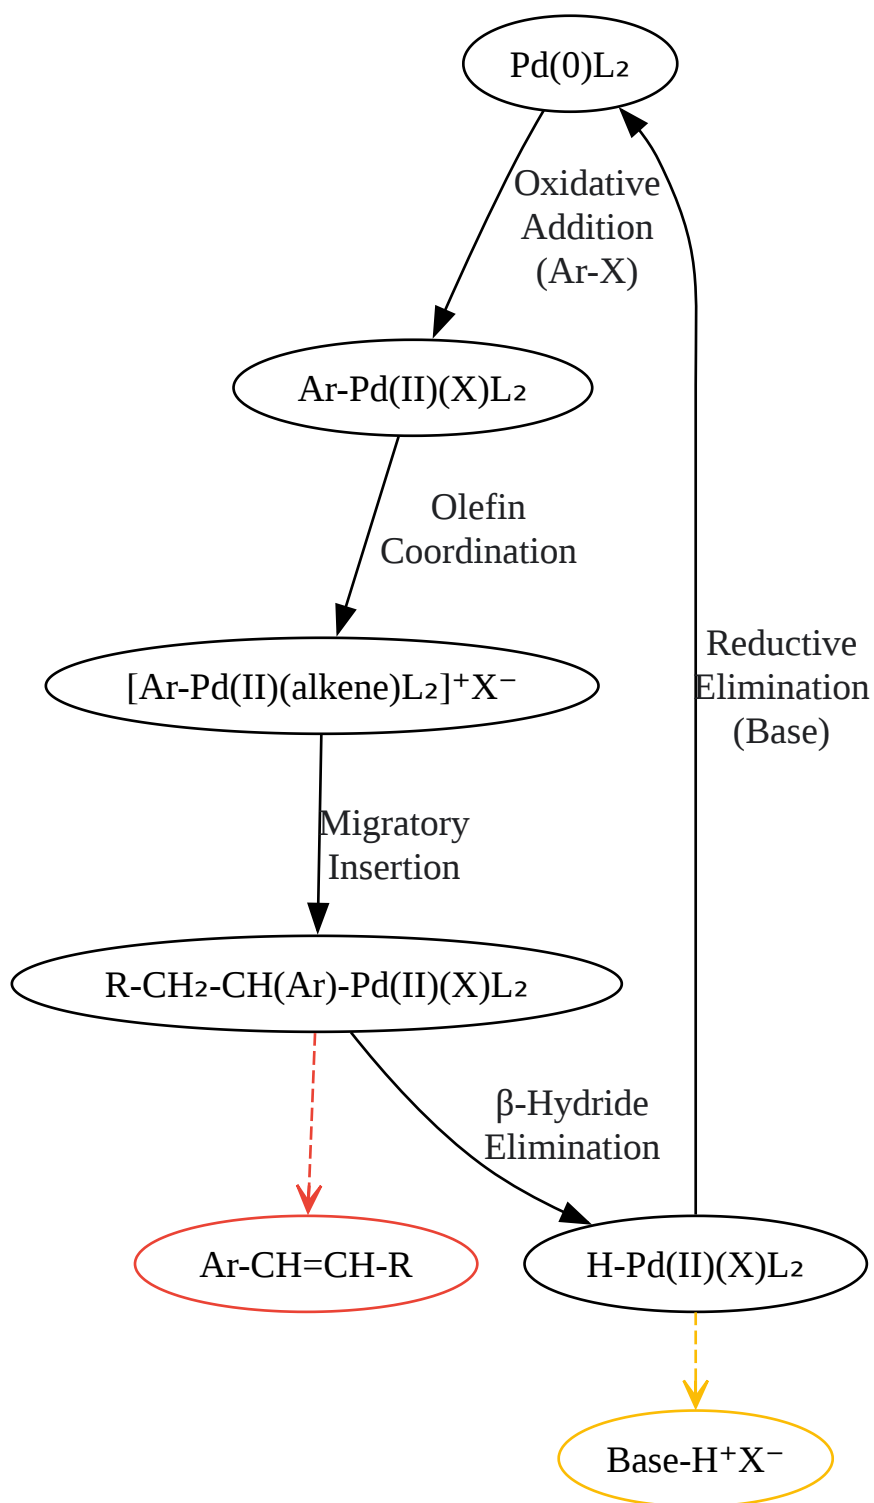 Pd(0)L₂
Oxidative
Addition
(Ar-X)
Ar-Pd(II)(X)L₂
Olefin
Coordination
[Ar-Pd(II)(alkene)L₂]⁺X⁻
Reductive
Elimination
(Base)
Migratory
Insertion
R-CH₂-CH(Ar)-Pd(II)(X)L₂
β-Hydride
Elimination
Ar-CH=CH-R
H-Pd(II)(X)L₂
Base-H⁺X⁻